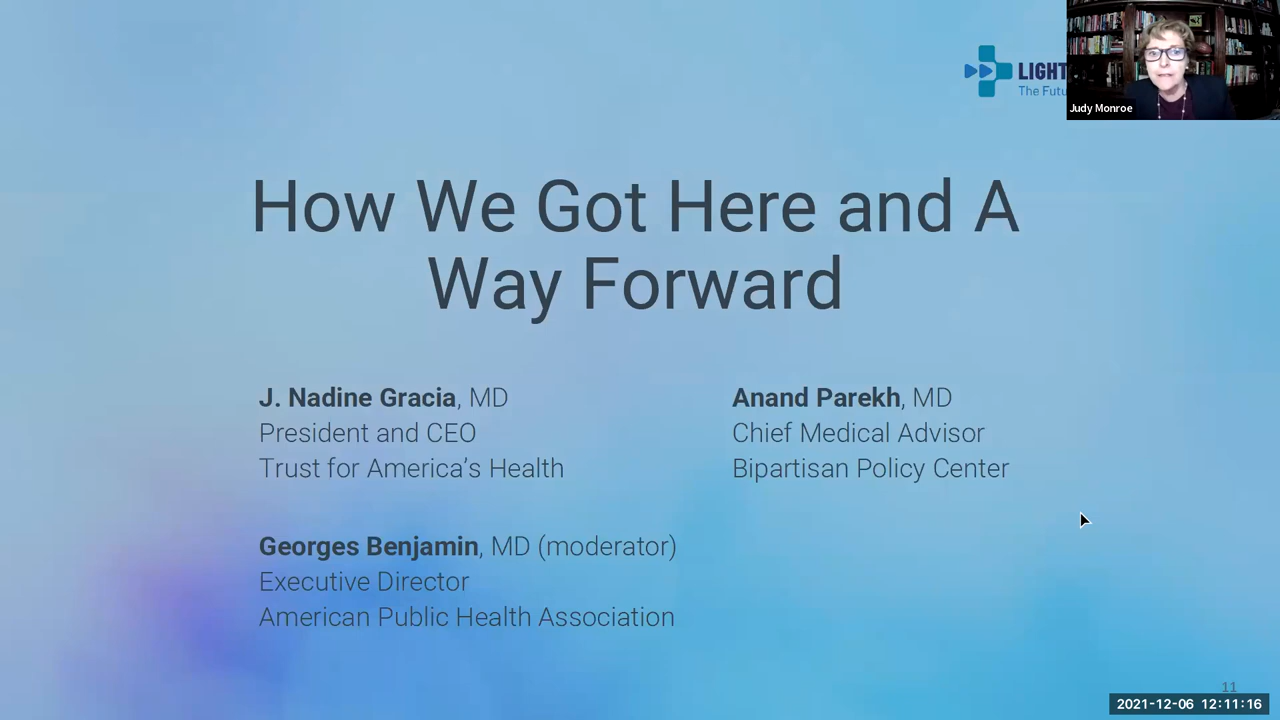 LIGHT
The Futu
Judy Monroe
How We Got Here and A
Way Forward
J. Nadine Gracia, MD
President and CEO
Trust for America's Health
Anand Parekh, MD
Chief Medical Advisor
Bipartisan Policy Center
Georges Benjamin, MD (moderator)
Executive Director
American Public Health Association
11
2021-12-06 12:11:16